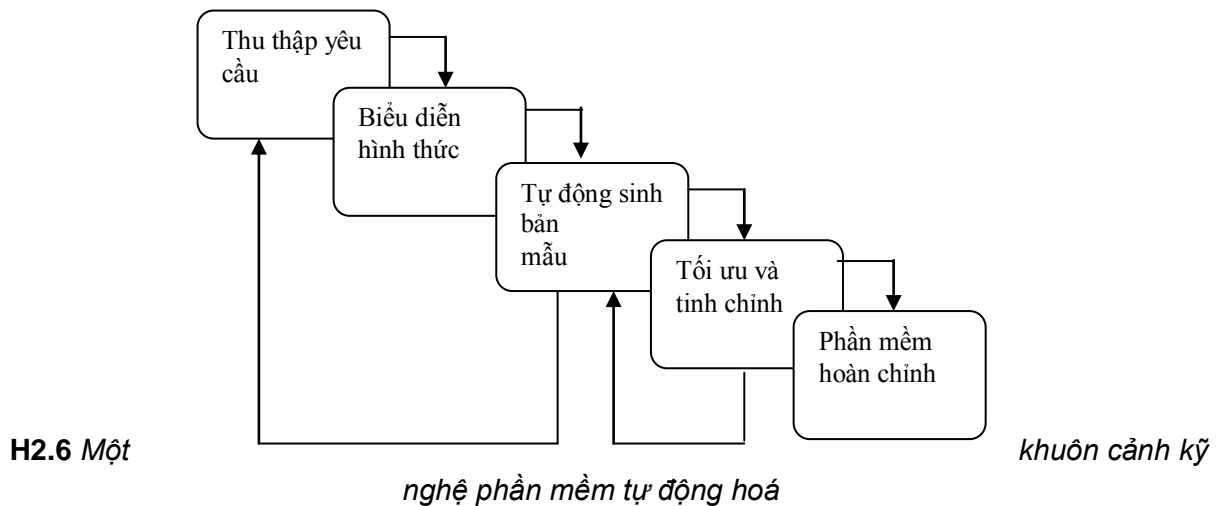 Thu thập yêu
cầu
Biểu diễn
hình thức
Tự động sinh
bản
mẫu
Tối ưu và
tinh chỉnh
Phần mềm
hoàn chỉnh
H2.6 Một khuôn cảnh kỹ
nghệ phần mềm tự động hoá